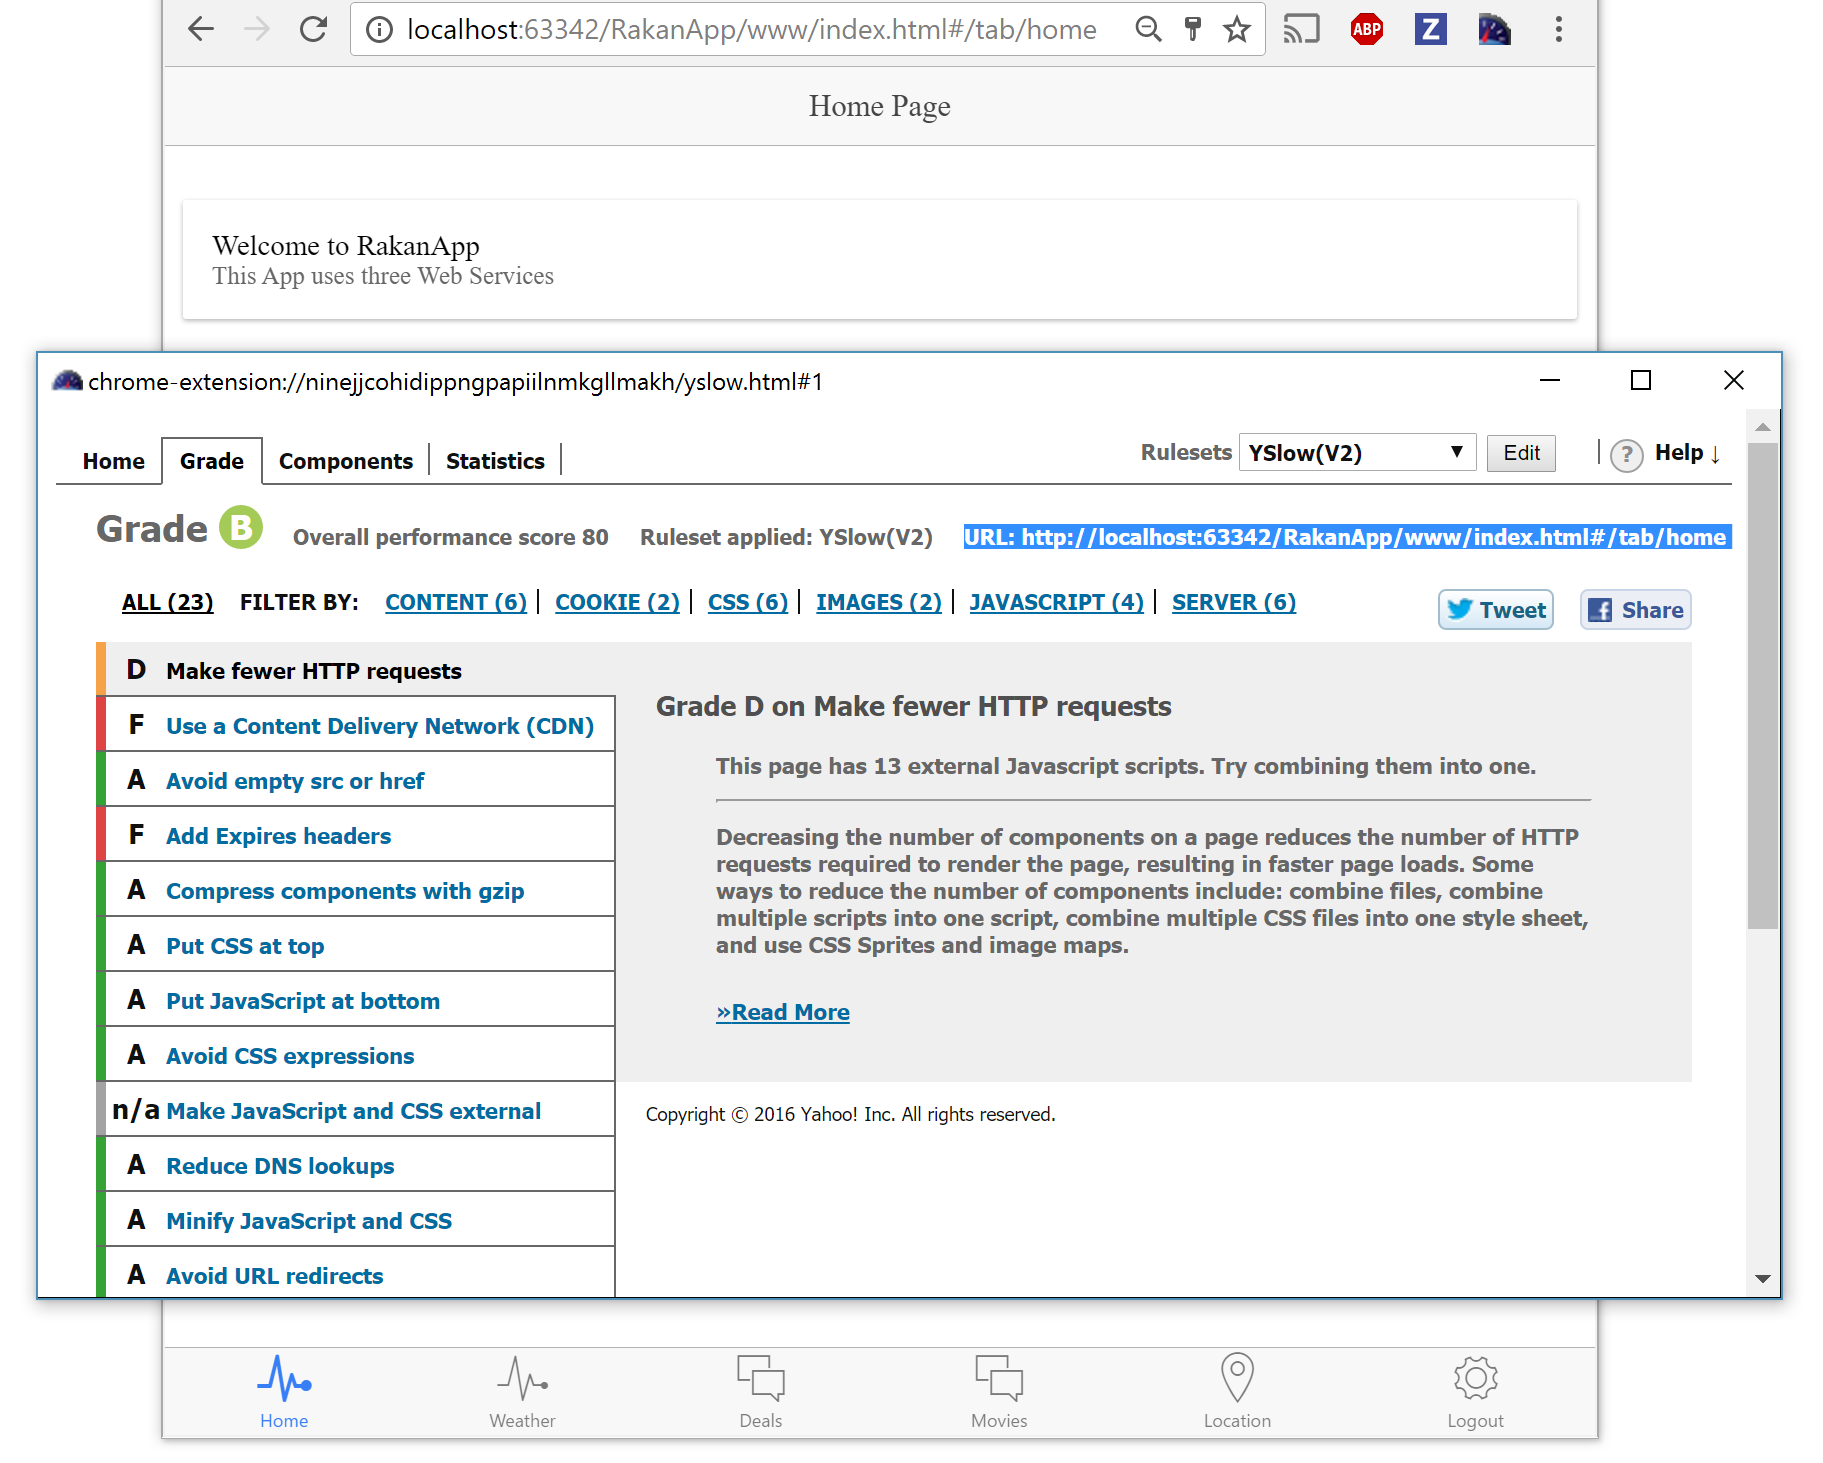 localhost:63342/RakanApp/www/index.html#/tab/home
ABP
Z
Home Page
Welcome to RakanApp
This App uses three Web Services
chrome-extension://ninejjcohidippngpapiilnmkgllmakh/yslow.html#1
Home Grade Components Statistics Rulesets YSlow(V2) Edit ? Help ↓
Grade B Overall performance score 80 Ruleset applied: YSlow(V2) URL: http://localhost:63342/RakanApp/www/index.html#/tab/home
ALL (23) FILTER BY: CONTENT (6) COOKIE (2) CSS (6) IMAGES (2) JAVASCRIPT (4) SERVER (6) Tweet Share
D Make fewer HTTP requests
F Use a Content Delivery Network (CDN)
A Avoid empty src or href
F Add Expires headers
A Compress components with gzip
A Put CSS at top
A Put JavaScript at bottom
A Avoid CSS expressions
n/a Make JavaScript and CSS external
A Reduce DNS lookups
A Minify JavaScript and CSS
A Avoid URL redirects
Grade D on Make fewer HTTP requests
This page has 13 external Javascript scripts. Try combining them into one.
Decreasing the number of components on a page reduces the number of HTTP
requests required to render the page, resulting in faster page loads. Some
ways to reduce the number of components include: combine files, combine
multiple scripts into one script, combine multiple CSS files into one style sheet,
and use CSS Sprites and image maps.
»Read More
Copyright © 2016 Yahoo! Inc. All rights reserved.
Home Weather Deals Movies Location Logout